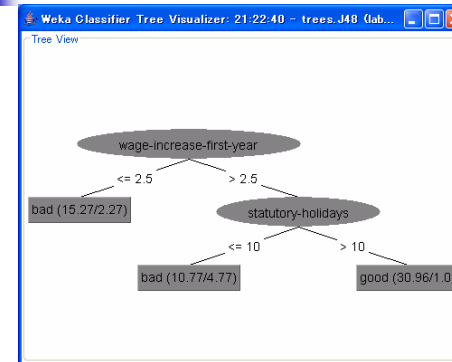 Weka Classifier Tree Visualizer: 21:22:40 - trees.J48 (lab...
Tree View
wage-increase-first-year
<= 2.5 > 2.5
bad (15.27/2.27)
statutory-holidays
<= 10 > 10
bad (10.77/4.77) good (30.96/1.0